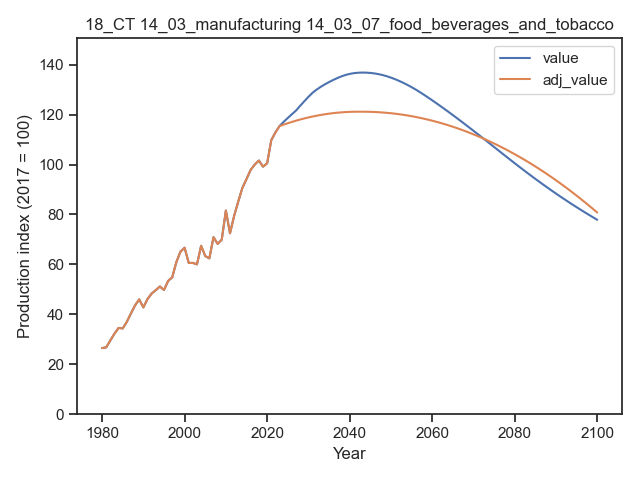 18_CT 14_03_manufacturing 14_03_07_food_beverages_and_tobacco
value
adj_value
Production index (2017 = 100)
140
120
100
80
60
40
20
0
1980 2000 2020 2040 2060 2080 2100
Year